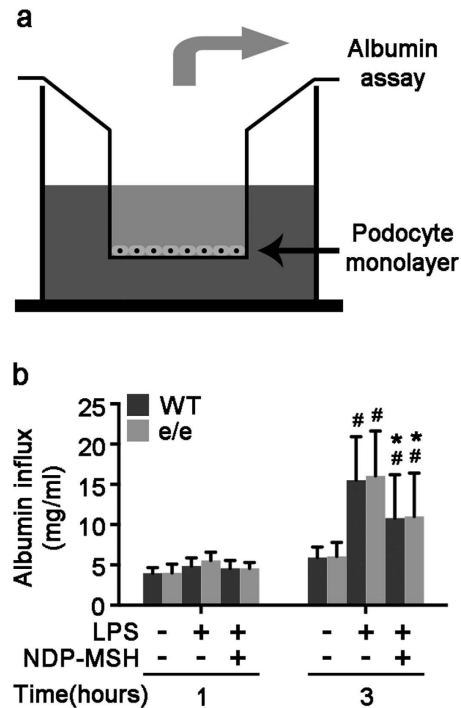 a
Albumin
assay
Podocyte
monolayer
b
WT
e/e
Albumin influx
(mg/ml)
25
20
15
10
5
0
# # * *
# #
LPS - + + - + +
NDP-MSH - - + - - +
Time(hours) 1 3